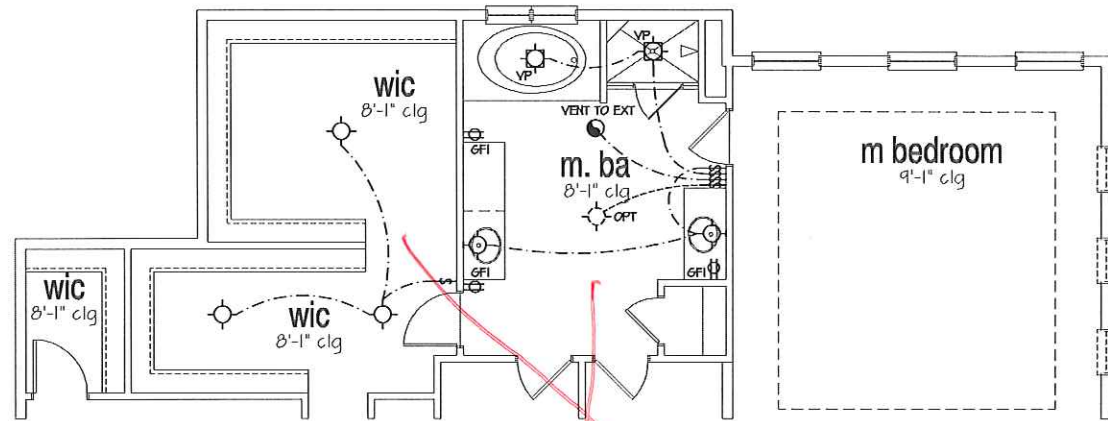 VP
VP
wic
8'-1" clg
VENT TO EXT
GFI
m. ba
8'-1" clg
m bedroom
9'-1" clg
OPT
wic
8'-1" clg
GFI
GFI
wic
8'-1" clg